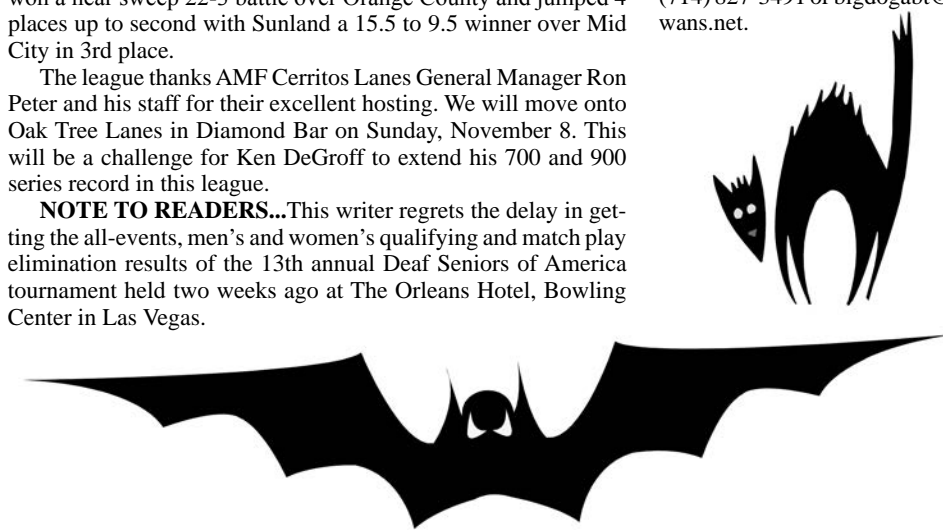 won a near sweep 22-3 battle over Orange County and jumped 4
places up to second with Sunland a 15.5 to 9.5 winner over Mid
City in 3rd place.
The league thanks AMF Cerritos Lanes General Manager Ron
Peter and his staff for their excellent hosting. We will move onto
Oak Tree Lanes in Diamond Bar on Sunday, November 8. This
will be a challenge for Ken DeGroff to extend his 700 and 900
series record in this league.
NOTE TO READERS...This writer regrets the delay in get-
ting the all-events, men's and women's qualifying and match play
elimination results of the 13th annual Deaf Seniors of America
tournament held two weeks ago at The Orleans Hotel, Bowling
Center in Las Vegas.
(714) 827-3491 or bigdogabt@
wans.net.